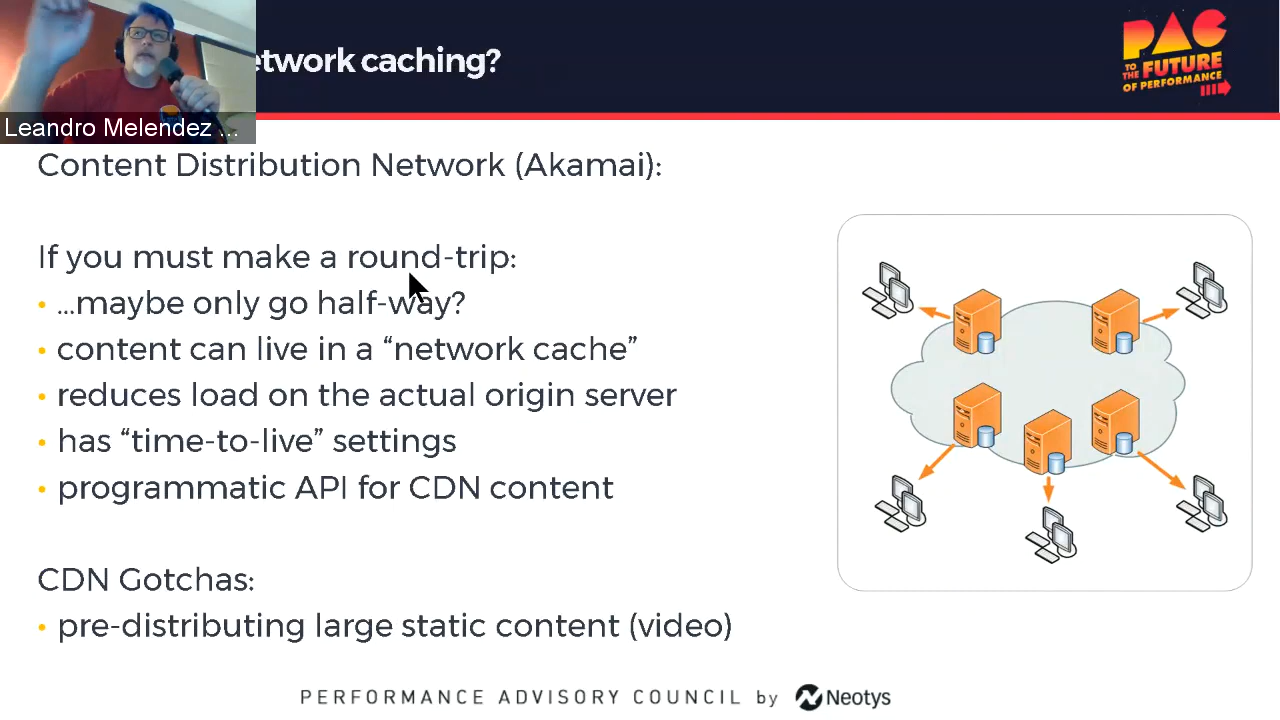 etwork caching?
PAC
TO THE FUTURE
OF PERFORMANCE
Leandro Melendez ...
Content Distribution Network (Akamai):
If you must make a round-trip:
• ...maybe only go half-way?
• content can live in a “network cache”
• reduces load on the actual origin server
• has “time-to-live” settings
• programmatic API for CDN content
CDN Gotchas:
• pre-distributing large static content (video)
PERFORMANCE ADVISORY COUNCIL by Neotys